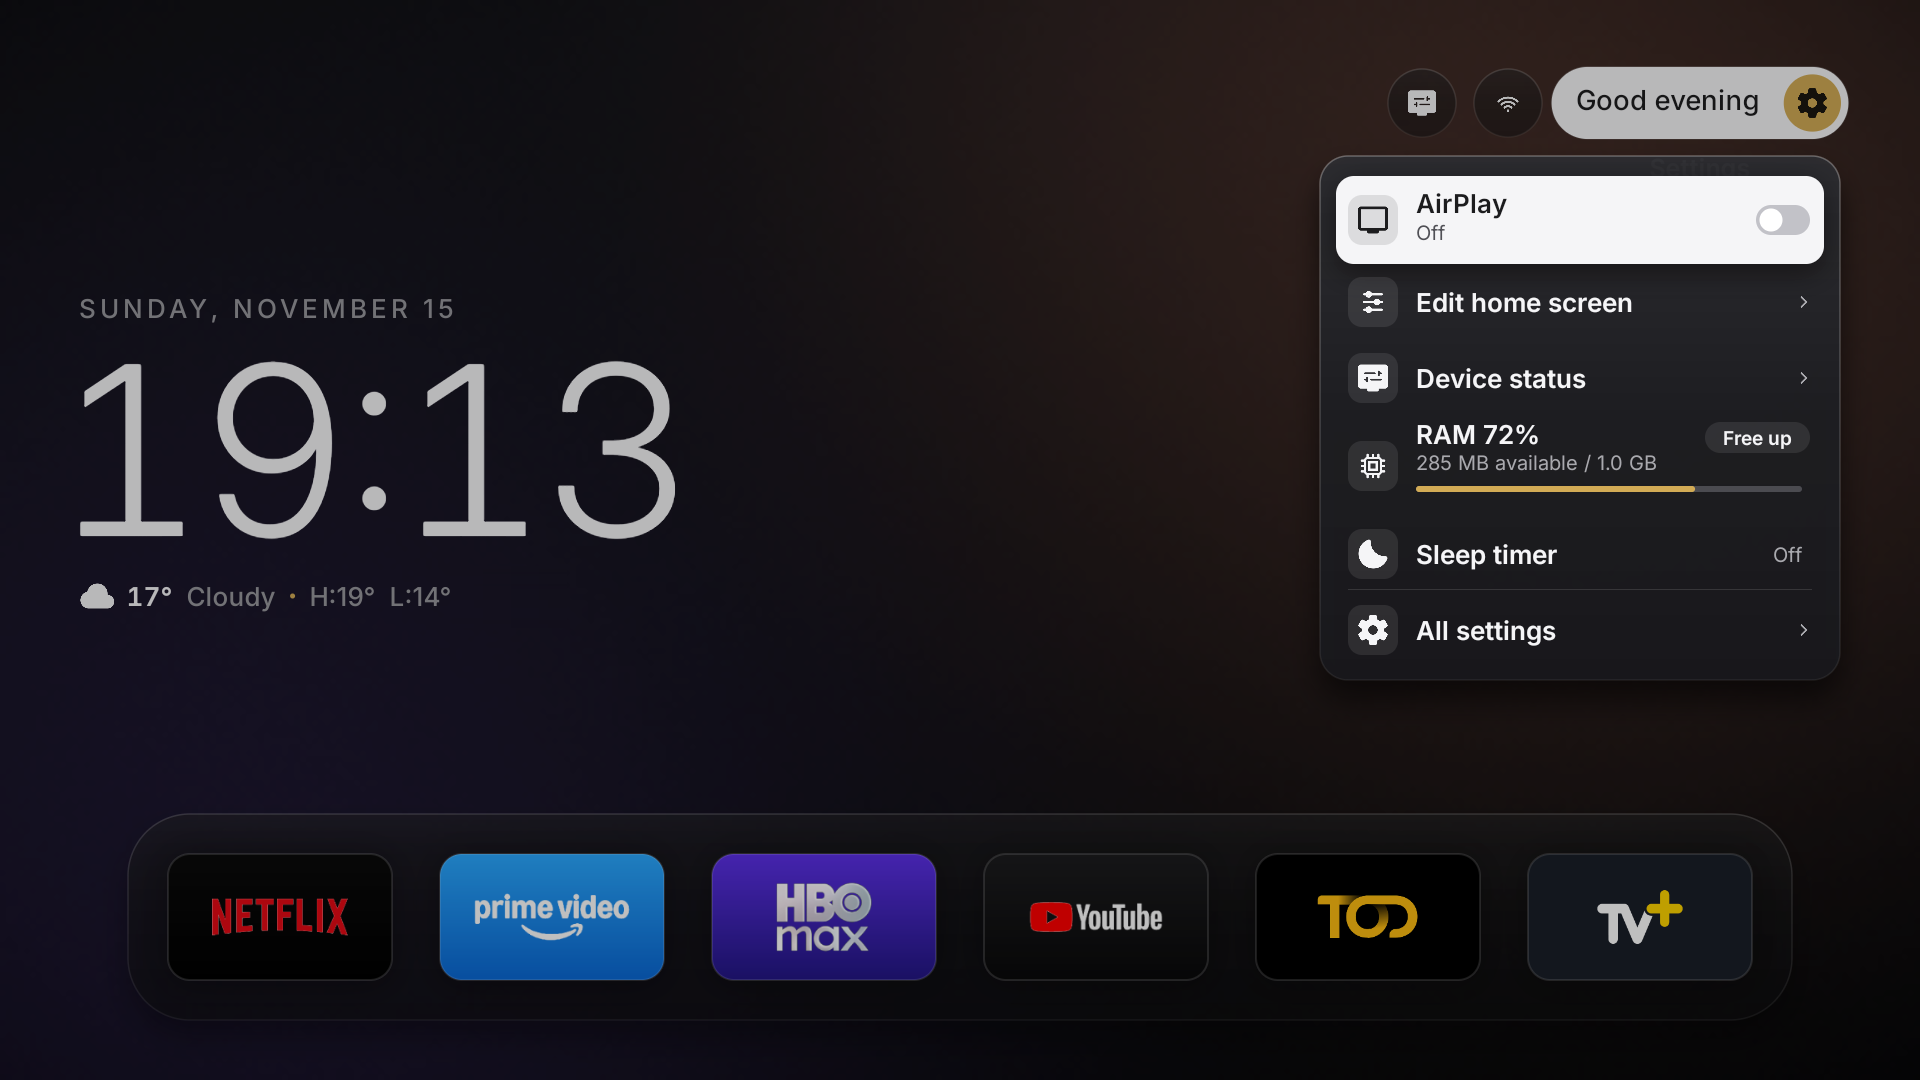 Good evening
Settings
AirPlay
Off
Edit home screen
Device status
RAM 72%
Free up
285 MB available / 1.0 GB
Sleep timer
Off
All settings
SUNDAY, NOVEMBER 15
19:13
17° Cloudy • H:19° L:14°
NETFLIX
prime video
HBO
max
YouTube
TOD
TV+